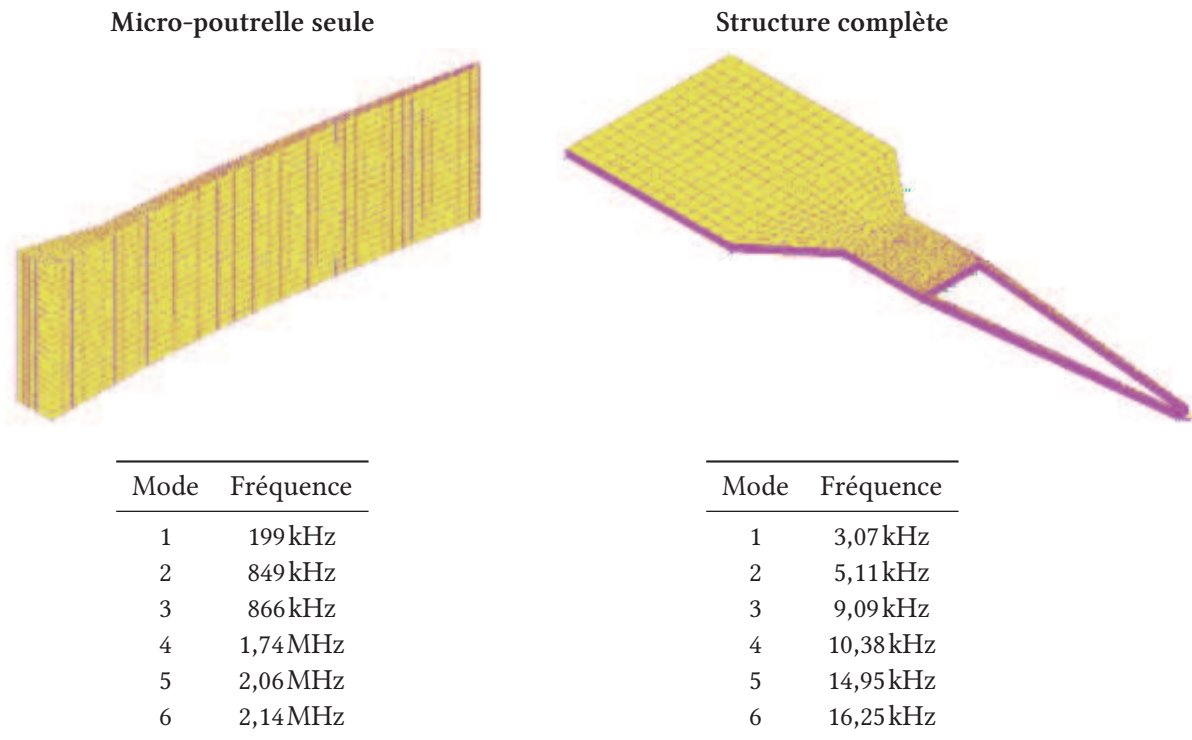 Micro-poutrelle seule
Structure complète
Mode Fréquence
1 199 kHz
2 849 kHz
3 866 kHz
4 1,74 MHz
5 2,06 MHz
6 2,14 MHz
Mode Fréquence
1 3,07 kHz
2 5,11 kHz
3 9,09 kHz
4 10,38 kHz
5 14,95 kHz
6 16,25 kHz